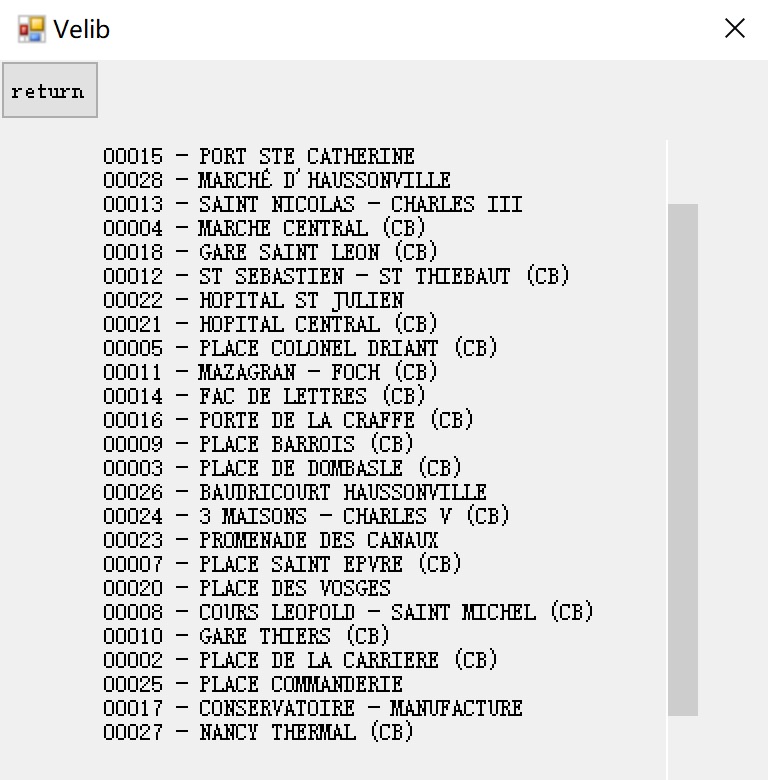 Velib
return
00015 - PORT STE CATHERINE
00028 - MARCHÉ D'HAUSSONVILLE
00013 - SAINT NICOLAS - CHARLES III
00004 - MARCHE CENTRAL (CB)
00018 - GARE SAINT LEON (CB)
00012 - ST SEBASTIEN - ST THIEBAUT (CB)
00022 - HOPITAL ST JULIEN
00021 - HOPITAL CENTRAL (CB)
00005 - PLACE COLONEL DRIANT (CB)
00011 - MAZAGRAN - FOCH (CB)
00014 - FAC DE LETTRES (CB)
00016 - PORTE DE LA CRAFFE (CB)
00009 - PLACE BARROIS (CB)
00003 - PLACE DE DOMBASLE (CB)
00026 - BAUDRICOURT HAUSSONVILLE
00024 - 3 MAISONS - CHARLES V (CB)
00023 - PROMENADE DES CANAUX
00007 - PLACE SAINT EPVRE (CB)
00020 - PLACE DES VOSGES
00008 - COURS LEOPOLD - SAINT MICHEL (CB)
00010 - GARE THIERS (CB)
00002 - PLACE DE LA CARRIERE (CB)
00025 - PLACE COMMANDERIE
00017 - CONSERVATOIRE - MANUFACTURE
00027 - NANCY THERMAL (CB)